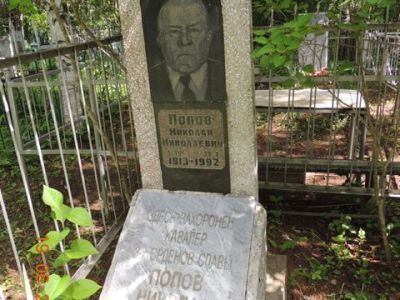 ПОПОВ
НИКОЛАЙ
НИКОЛАЕВИЧ
1913-1992
ЗДЕСЬ ЗАХОРОНЕН
КАВАЛЕР
ОРДЕНОВ СЛАВЫ
ПОПОВ